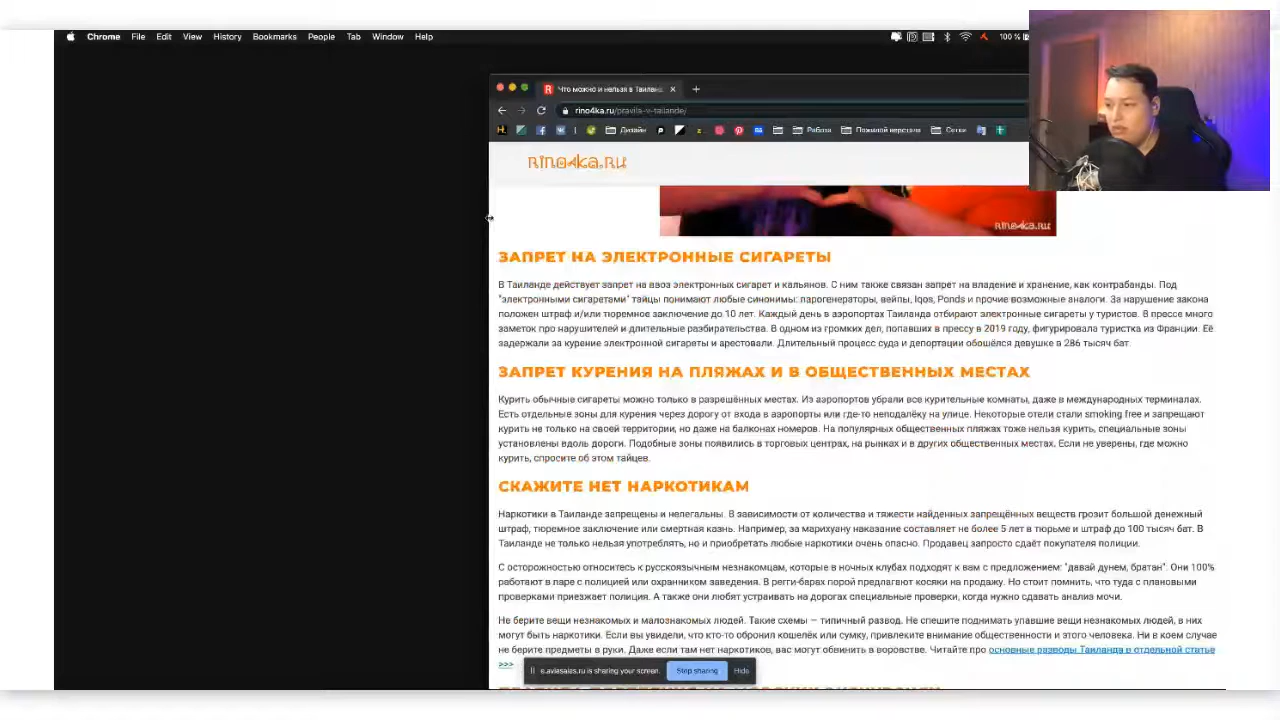 Chrome File Edit View History Bookmarks People Tab Window Help
100 %
Что можно и нельзя в Таиланд
rino4ka.ru/pravila-v-tailande/
Дизайн
Работа
Пожилой верстала
Сетки
rino4ka.ru
rino4ka.ru
ЗАПРЕТ НА ЭЛЕКТРОННЫЕ СИГАРЕТЫ
В Таиланде действует запрет на ввоз электронных сигарет и кальянов. С ним также связан запрет на владение и хранение, как контрабанды. Под
"электронными сигаретами" тайцы понимают любые синонимы: парогенераторы, вейпы, Iqos, Ponds и прочие возможные аналоги. За нарушение закона
положен штраф и/или тюремное заключение до 10 лет. Каждый день в аэропортах Таиланда отбирают электронные сигареты у туристов. В прессе много
заметок про нарушителей и длительные разбирательства. В одном из громких дел, попавших в прессу в 2019 году, фигурировала туристка из Франции. Её
задержали за курение электронной сигареты и арестовали. Длительный процесс суда и депортации обошёлся девушке в 286 тысяч бат.
ЗАПРЕТ КУРЕНИЯ НА ПЛЯЖАХ И В ОБЩЕСТВЕННЫХ МЕСТАХ
Курить обычные сигареты можно только в разрешённых местах. Из аэропортов убрали все курительные комнаты, даже в международных терминалах.
Есть отдельные зоны для курения через дорогу от входа в аэропорты или где-то неподалёку на улице. Некоторые отели стали smoking free и запрещают
курить не только на своей территории, но даже на балконах номеров. На популярных общественных пляжах тоже нельзя курить, специальные зоны
установлены вдоль дороги. Подобные зоны появились в торговых центрах, на рынках и в других общественных местах. Если не уверены, где можно
курить, спросите об этом тайцев.
СКАЖИТЕ НЕТ НАРКОТИКАМ
Наркотики в Таиланде запрещены и нелегальны. В зависимости от количества и тяжести найденных запрещённых веществ грозит большой денежный
штраф, тюремное заключение или смертная казнь. Например, за марихуану наказание составляет не более 5 лет в тюрьме и штраф до 100 тысяч бат. В
Таиланде не только нельзя употреблять, но и приобретать любые наркотики очень опасно. Продавец запросто сдаёт покупателя полиции.
С осторожностью относитесь к русскоязычным незнакомцам, которые в ночных клубах подходят к вам с предложением: "давай дунем, братан". Они 100%
работают в паре с полицией или охранником заведения. В регги-барах порой предлагают косяки на продажу. Но стоит помнить, что туда с плановыми
проверками приезжает полиция. А также они любят устраивать на дорогах специальные проверки, когда нужно сдавать анализ мочи.
Не берите вещи незнакомых и малознакомых людей. Такие схемы — типичный развод. Не спешите поднимать упавшие вещи незнакомых людей, в них
могут быть наркотики. Если вы увидели, что кто-то обронил кошелёк или сумку, привлеките внимание общественности и этого человека. Ни в коем случае
не берите предметы в руки. Даже если там нет наркотиков, вас могут обвинить в воровстве. Читайте про основные разводы Таиланда в отдельной статье
>>>
s.aviasales.ru is sharing your screen. Stop sharing Hide